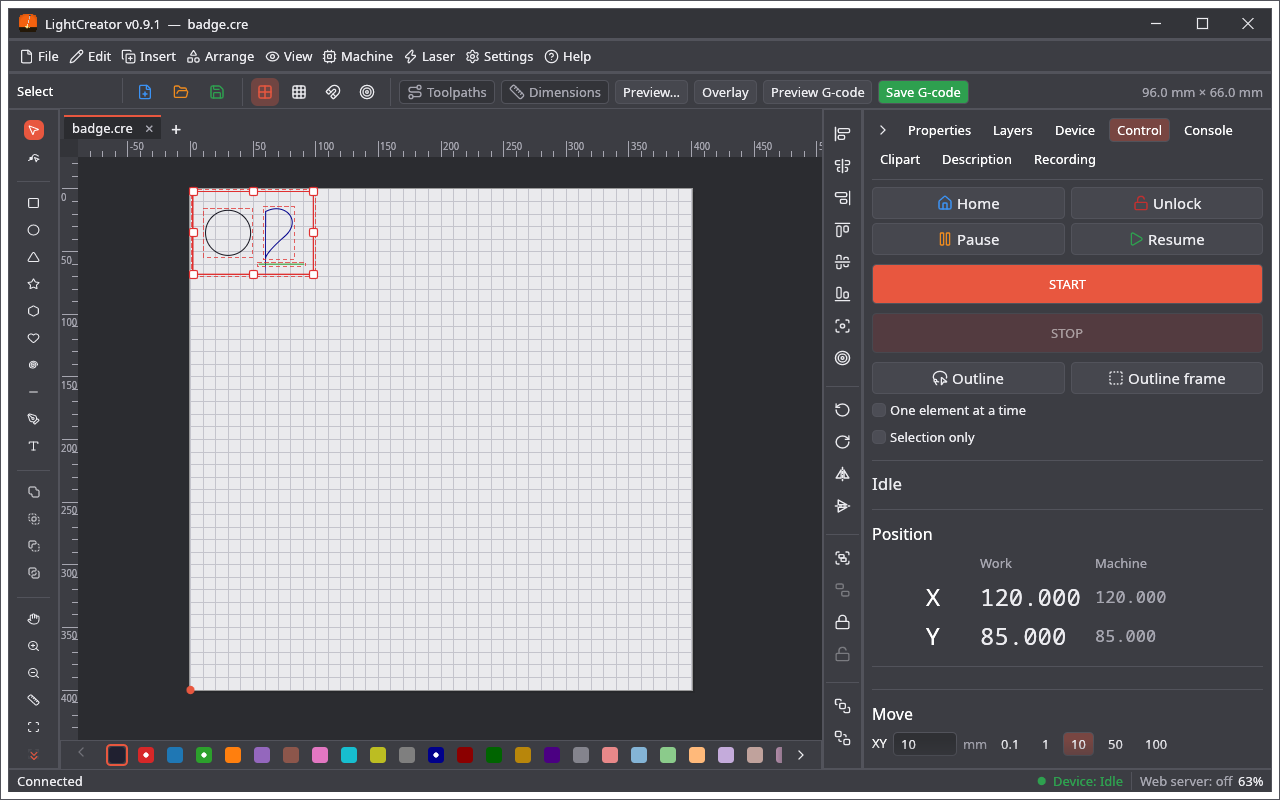 LightCreator v0.9.1 — badge.cre
File Edit Insert Arrange View Machine Laser Settings Help
Select Toolpaths Dimensions Preview... Overlay Preview G-code Save G-code 96.0 mm × 66.0 mm
badge.cre × +
-50 0 50 100 150 200 250 300 350 400 450
0
50
100
150
200
250
300
350
400
Properties Layers Device Control Console
Clipart Description Recording
Home Unlock
Pause Resume
START
STOP
Outline Outline frame
One element at a time
Selection only
Idle
Position
Work Machine
X 120.000 120.000
Y 85.000 85.000
Move
XY 10 mm 0.1 1 10 50 100
Connected Device: Idle Web server: off 63%